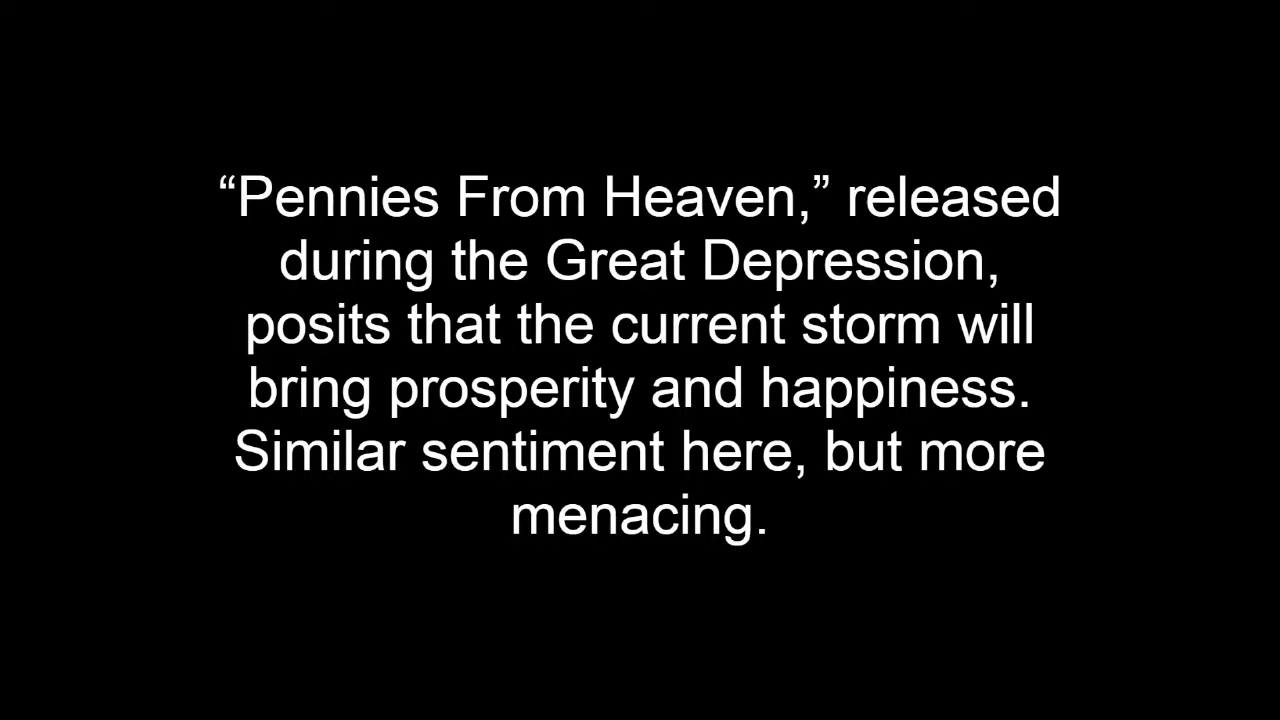 “Pennies From Heaven,” released
during the Great Depression,
posits that the current storm will
bring prosperity and happiness.
Similar sentiment here, but more
menacing.